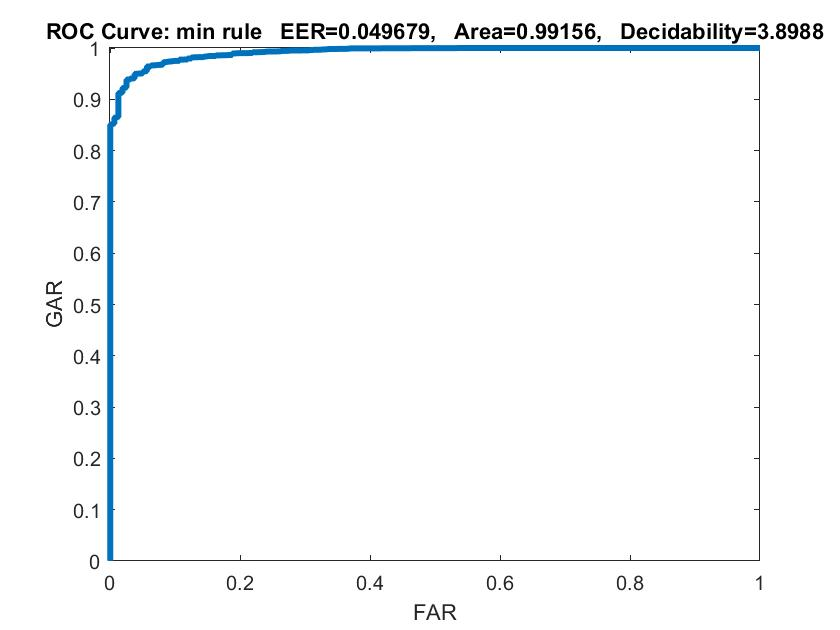 ROC Curve: min rule EER=0.049679, Area=0.99156, Decidability=3.8988
1
0.9
0.8
0.7
0.6
0.5
0.4
0.3
0.2
0.1
0
GAR
0 0.2 0.4 0.6 0.8 1
FAR